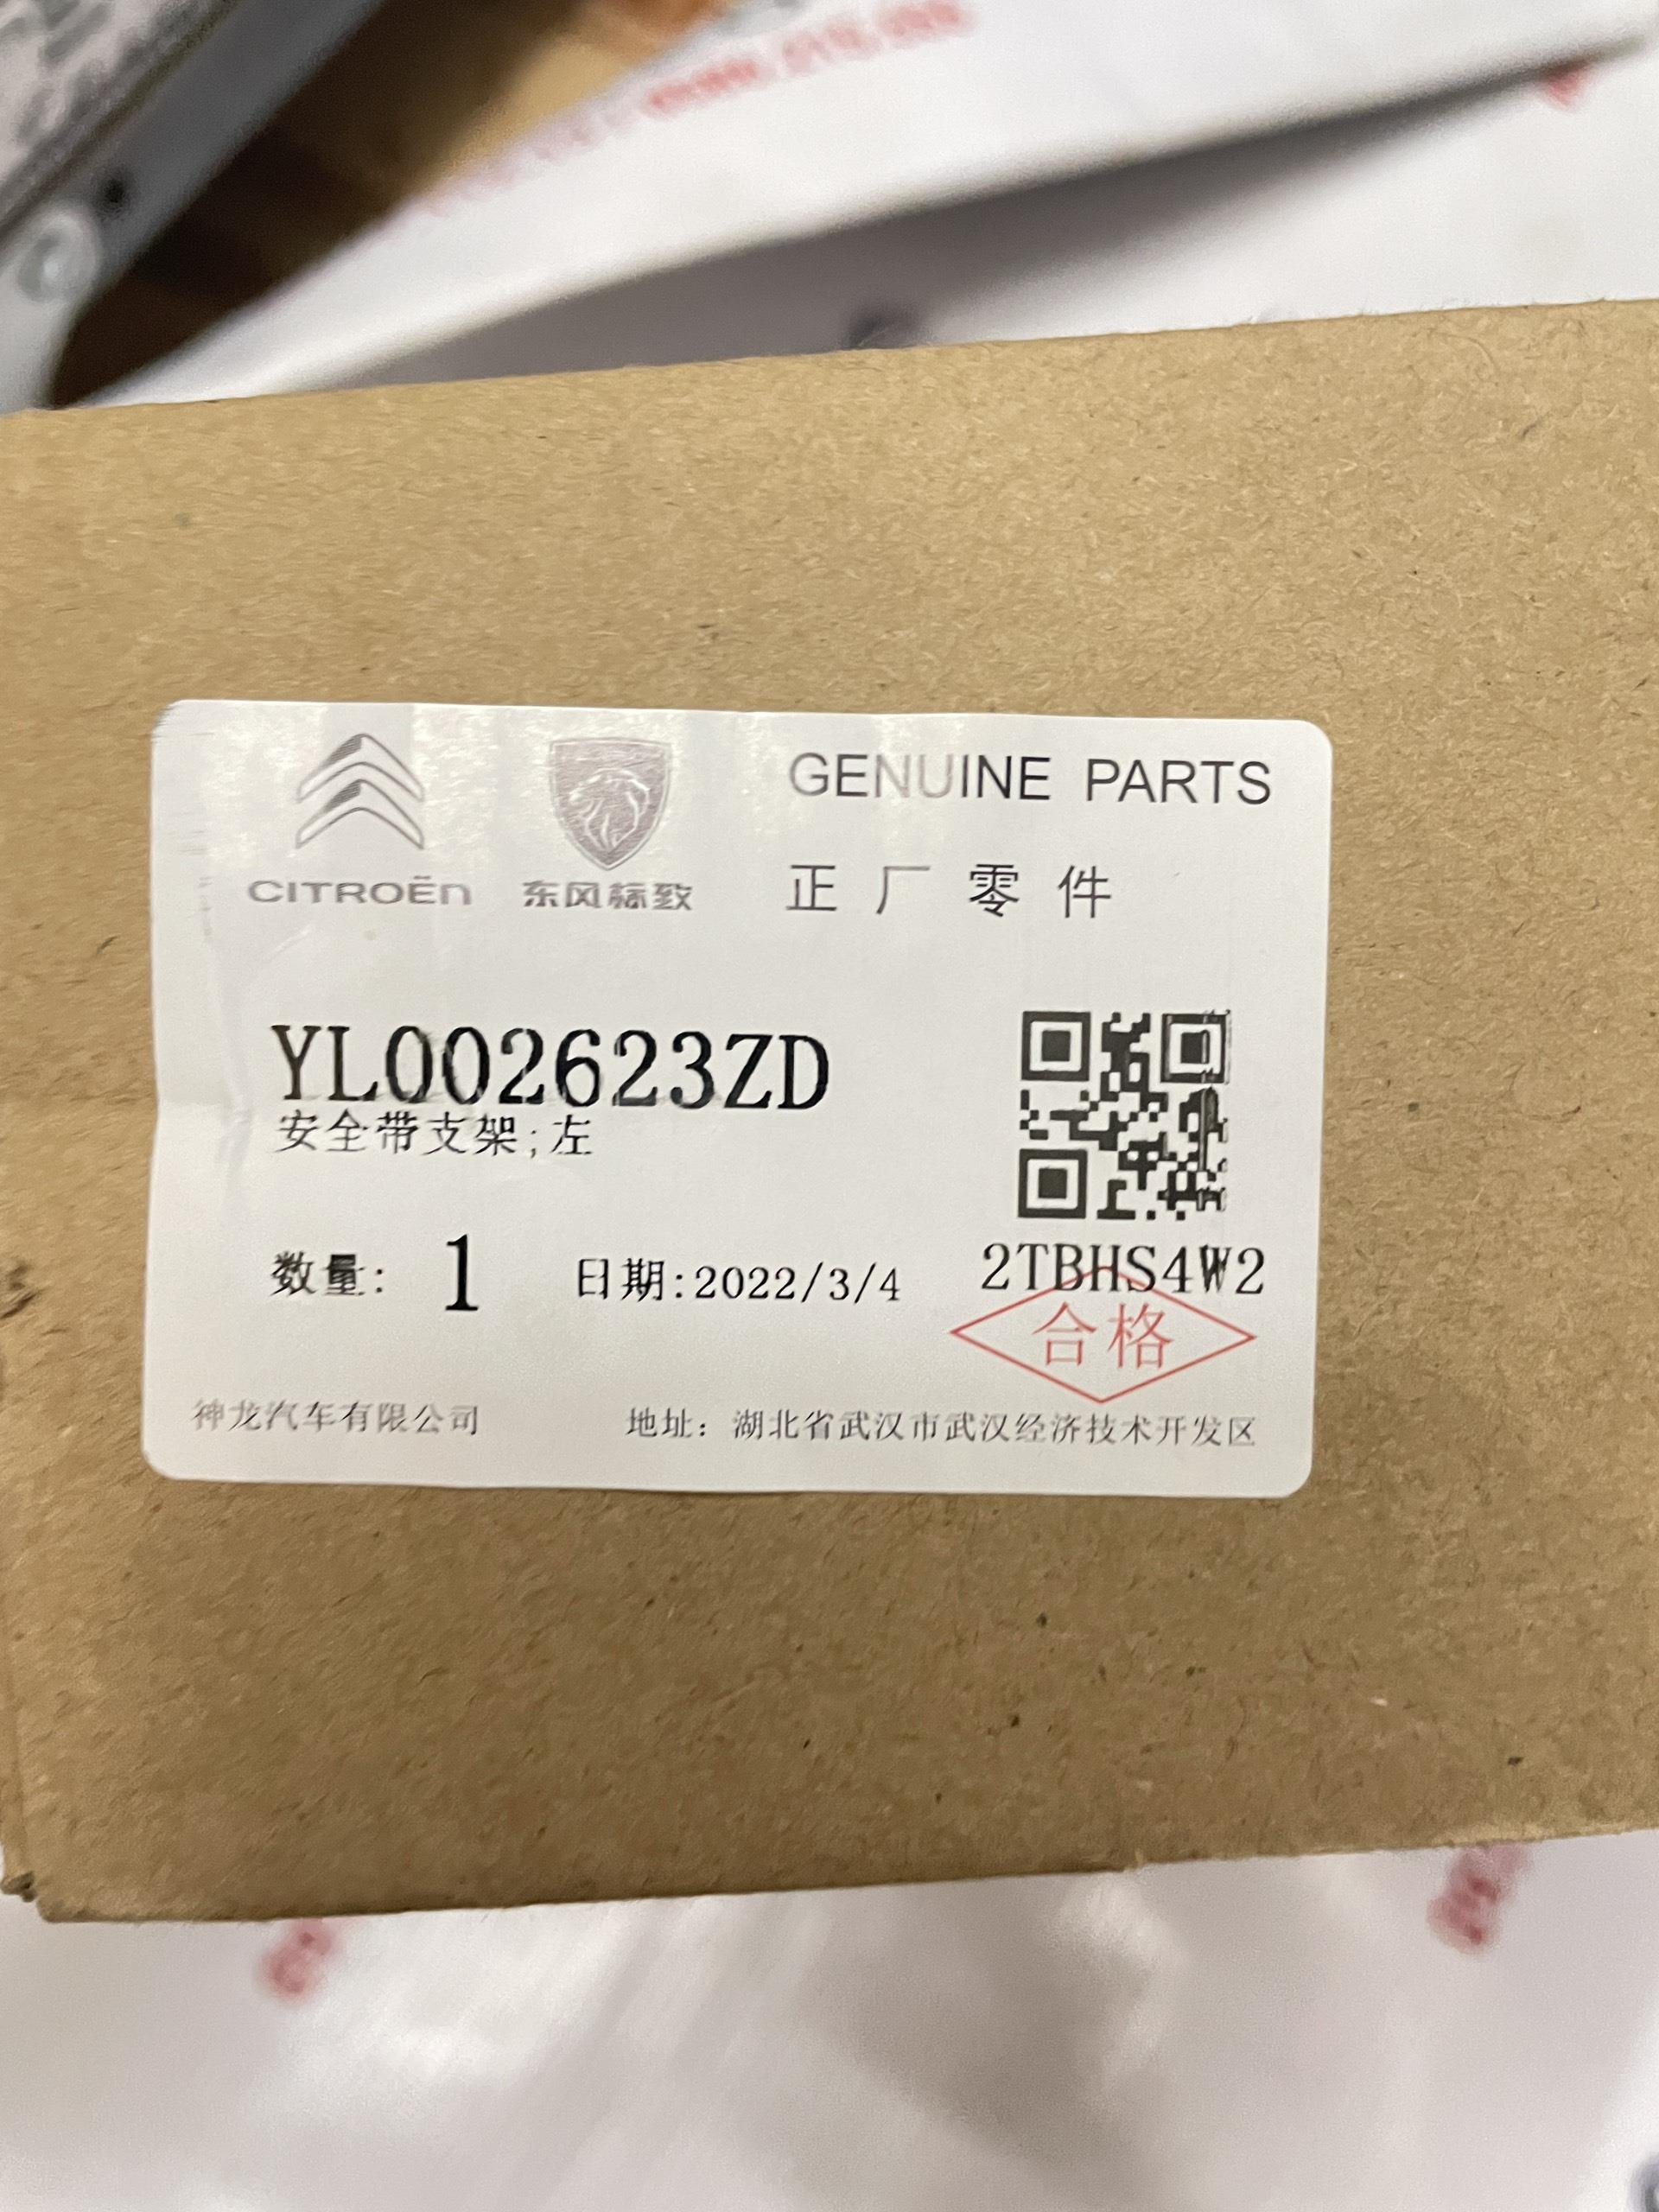 CITROËN 东风标致 GENUINE PARTS
正厂零件
YL002623ZD
安全带支架;左
数量: 1 日期:2022/3/4 2TBHS4W2
合格
神龙汽车有限公司 地址：湖北省武汉市武汉经济技术开发区